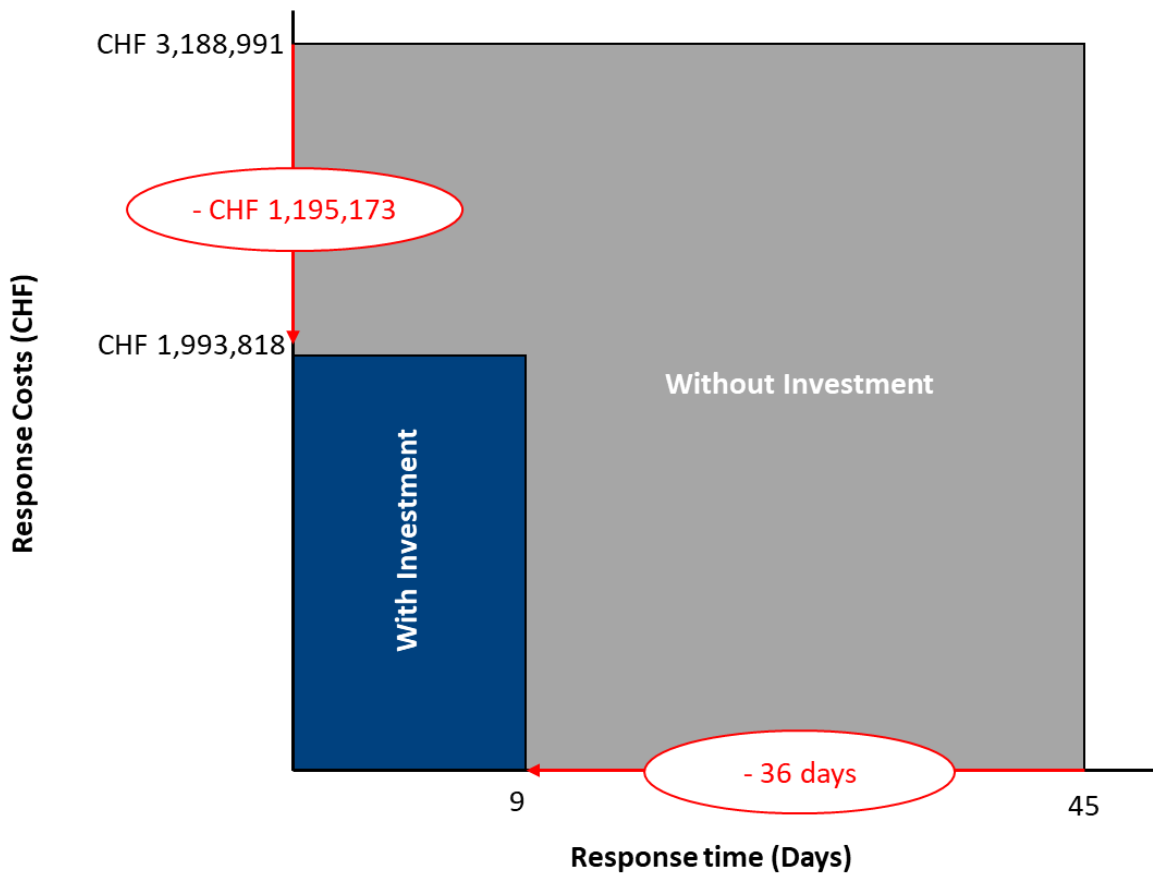 CHF 3,188,991
- CHF 1,195,173
Response Costs (CHF)
CHF 1,993,818
Without Investment
With Investment
- 36 days
9
45
Response time (Days)